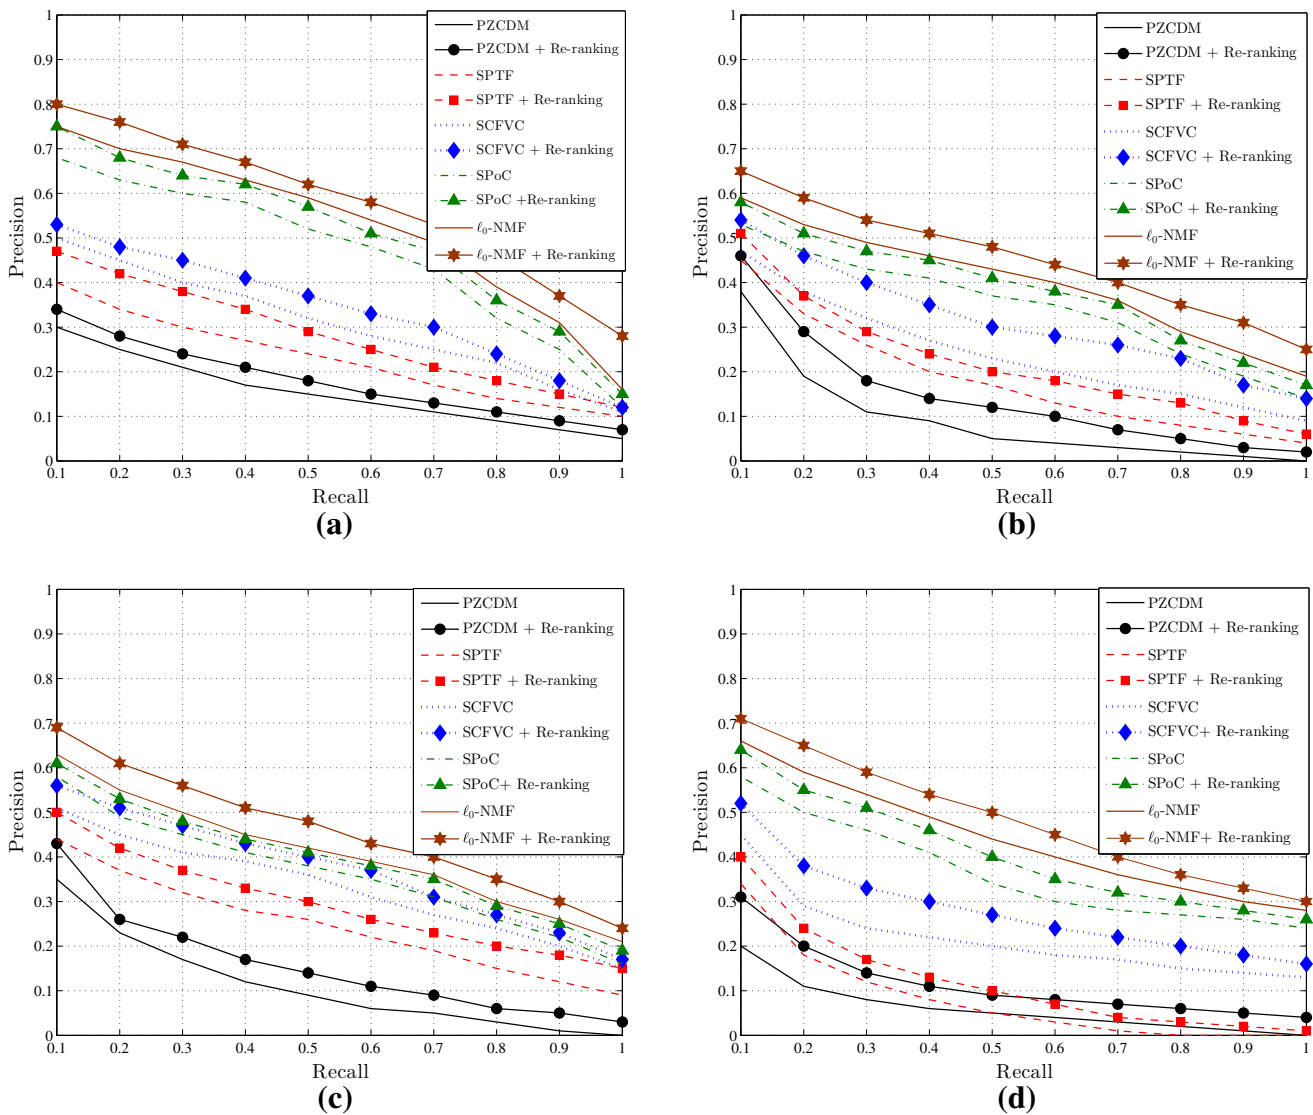 1
0.9
0.8
0.7
0.6
0.5
0.4
0.3
0.2
0.1
0
Precision
0.1 0.2 0.3 0.4 0.5 0.6 0.7 0.8 0.9 1
Recall
PZCDM
PZCDM + Re-ranking
SPTF
SPTF + Re-ranking
SCFVC
SCFVC + Re-ranking
SPoC
SPoC +Re-ranking
ℓ₀-NMF
ℓ₀-NMF + Re-ranking
(a)
1
0.9
0.8
0.7
0.6
0.5
0.4
0.3
0.2
0.1
0
Precision
0.1 0.2 0.3 0.4 0.5 0.6 0.7 0.8 0.9 1
Recall
PZCDM
PZCDM + Re-ranking
SPTF
SPTF + Re-ranking
SCFVC
SCFVC + Re-ranking
SPoC
SPoC + Re-ranking
ℓ₀-NMF
ℓ₀-NMF + Re-ranking
(b)
1
0.9
0.8
0.7
0.6
0.5
0.4
0.3
0.2
0.1
0
Precision
0.1 0.2 0.3 0.4 0.5 0.6 0.7 0.8 0.9 1
Recall
PZCDM
PZCDM + Re-ranking
SPTF
SPTF + Re-ranking
SCFVC
SCFVC + Re-ranking
SPoC
SPoC+ Re-ranking
ℓ₀-NMF
ℓ₀-NMF + Re-ranking
(c)
1
0.9
0.8
0.7
0.6
0.5
0.4
0.3
0.2
0.1
0
Precision
0.1 0.2 0.3 0.4 0.5 0.6 0.7 0.8 0.9 1
Recall
PZCDM
PZCDM + Re-ranking
SPTF
SPTF + Re-ranking
SCFVC
SCFVC+ Re-ranking
SPoC
SPoC + Re-ranking
ℓ₀-NMF
ℓ₀-NMF+ Re-ranking
(d)